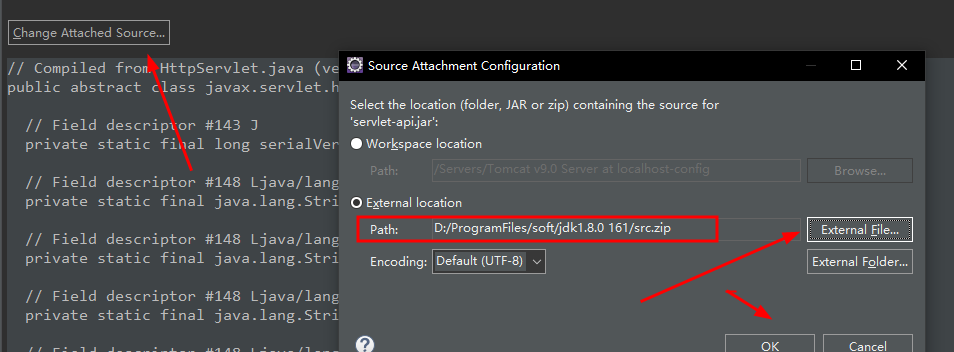 Change Attached Source...
// Compiled from HttpServlet.java (ve
public abstract class javax.servlet.h
// Field descriptor #143 J
private static final long serialVer
// Field descriptor #148 Ljava/lang
private static final java.lang.Stri
// Field descriptor #148 Ljava/lang
private static final java.lang.Stri
// Field descriptor #148 Ljava/lang
private static final java.lang.Stri
// Field descriptor #148 Ljava/lang
Source Attachment Configuration
Select the location (folder, JAR or zip) containing the source for
'servlet-api.jar':
Workspace location
Path: /Servers/Tomcat v9.0 Server at localhost-config Browse...
External location
Path: D:/ProgramFiles/soft/jdk1.8.0 161/src.zip External File...
Encoding: Default (UTF-8) External Folder...
? OK Cancel